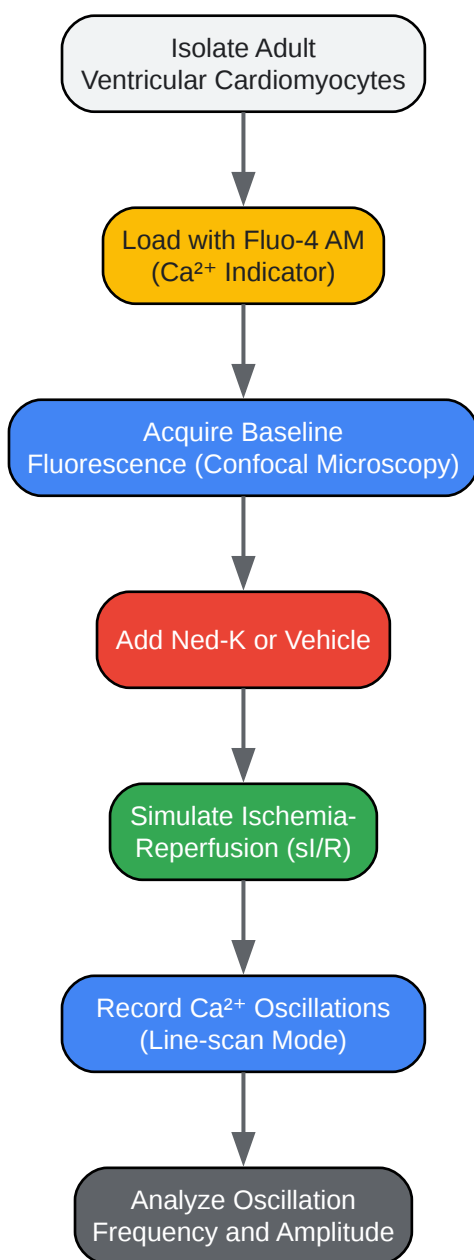 Isolate Adult
Ventricular Cardiomyocytes
Load with Fluo-4 AM
(Ca²⁺ Indicator)
Acquire Baseline
Fluorescence (Confocal Microscopy)
Add Ned-K or Vehicle
Simulate Ischemia-
Reperfusion (sI/R)
Record Ca²⁺ Oscillations
(Line-scan Mode)
Analyze Oscillation
Frequency and Amplitude